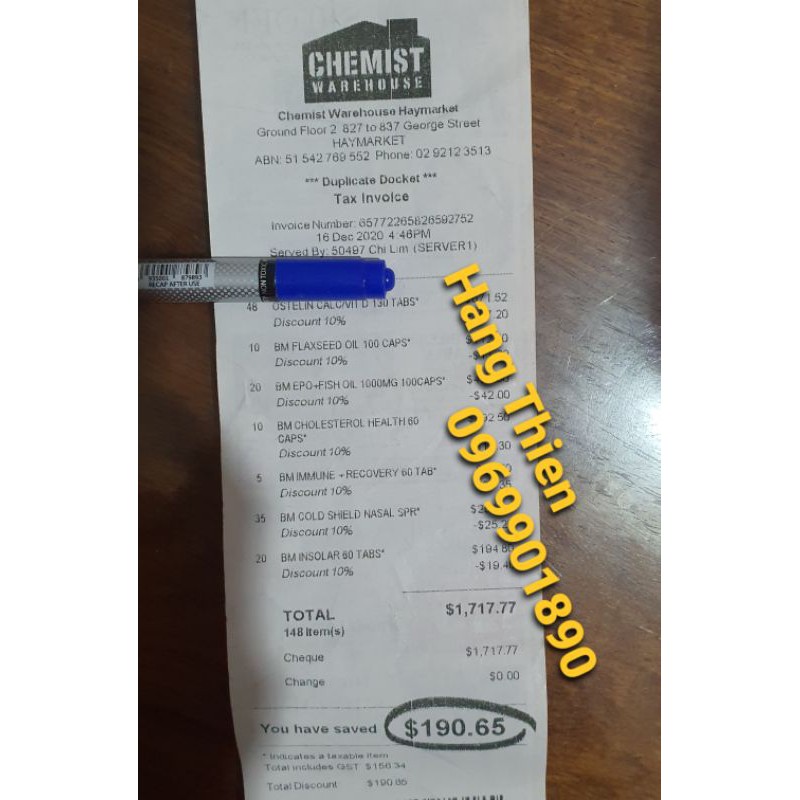 CHEMIST
WAREHOUSE
Chemist Warehouse Haymarket
Ground Floor 2 827 to 837 George Street
HAYMARKET
ABN: 51 542 769 552 Phone: 02 9212 3513
*** Duplicate Docket ***
Tax Invoice
Invoice Number: 65772265826592752
16 Dec 2020 4:46PM
Served By: 50497 Chi Lim (SERVER1)
RECAP AFTER USE
48 OSTELIN CALC/VIT D 130 TABS*
Discount 10%
10 BM FLAXSEED OIL 100 CAPS*
Discount 10%
20 BM EPO+FISH OIL 1000MG 100CAPS*
Discount 10% -$42.00
10 BM CHOLESTEROL HEALTH 60
CAPS*
Discount 10%
5 BM IMMUNE +RECOVERY 60 TAB*
Discount 10%
35 BM COLD SHIELD NASAL SPR*
Discount 10%
20 BM INSOLAR 60 TABS*
Discount 10%
Hang Thien
0969901890
TOTAL $1,717.77
148 Item(s)
Cheque $1,717.77
Change $0.00
You have saved $190.65
* Indicates a taxable item
Total includes GST $156.34
Total Discount $190.65